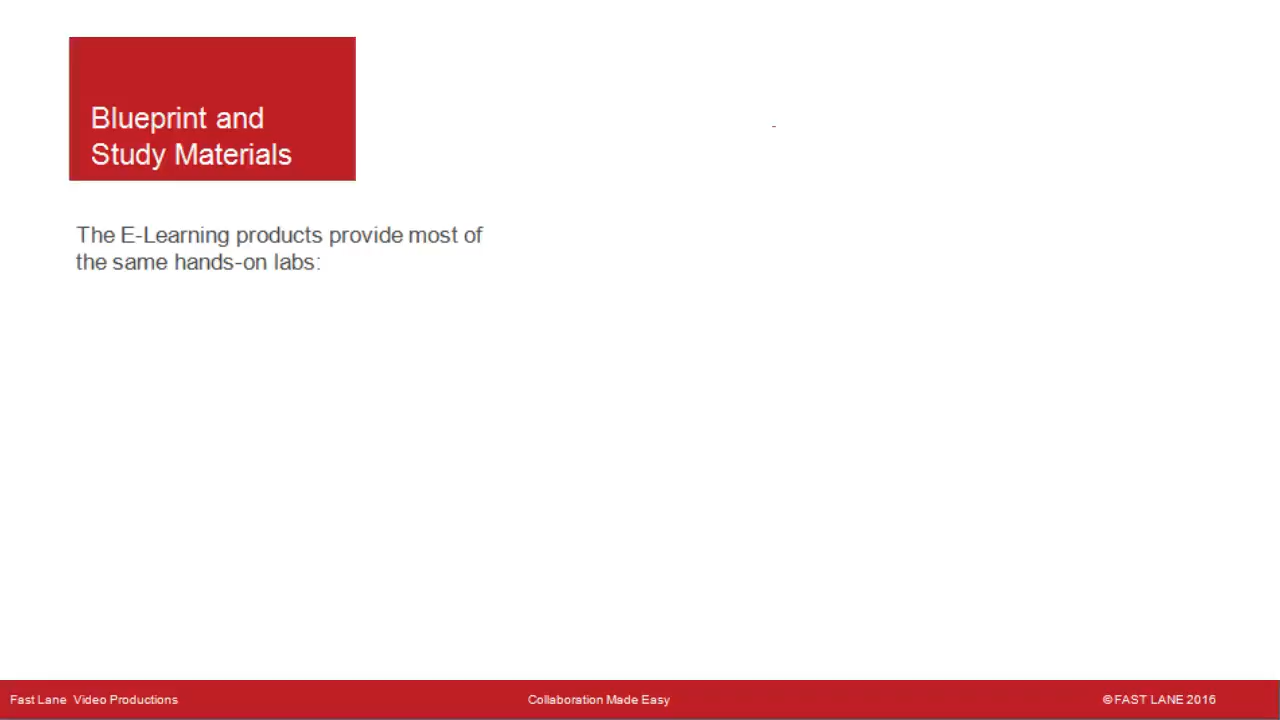 Blueprint and
Study Materials
-
The E-Learning products provide most of
the same hands-on labs:
Fast Lane Video Productions
Collaboration Made Easy
© FAST LANE 2016